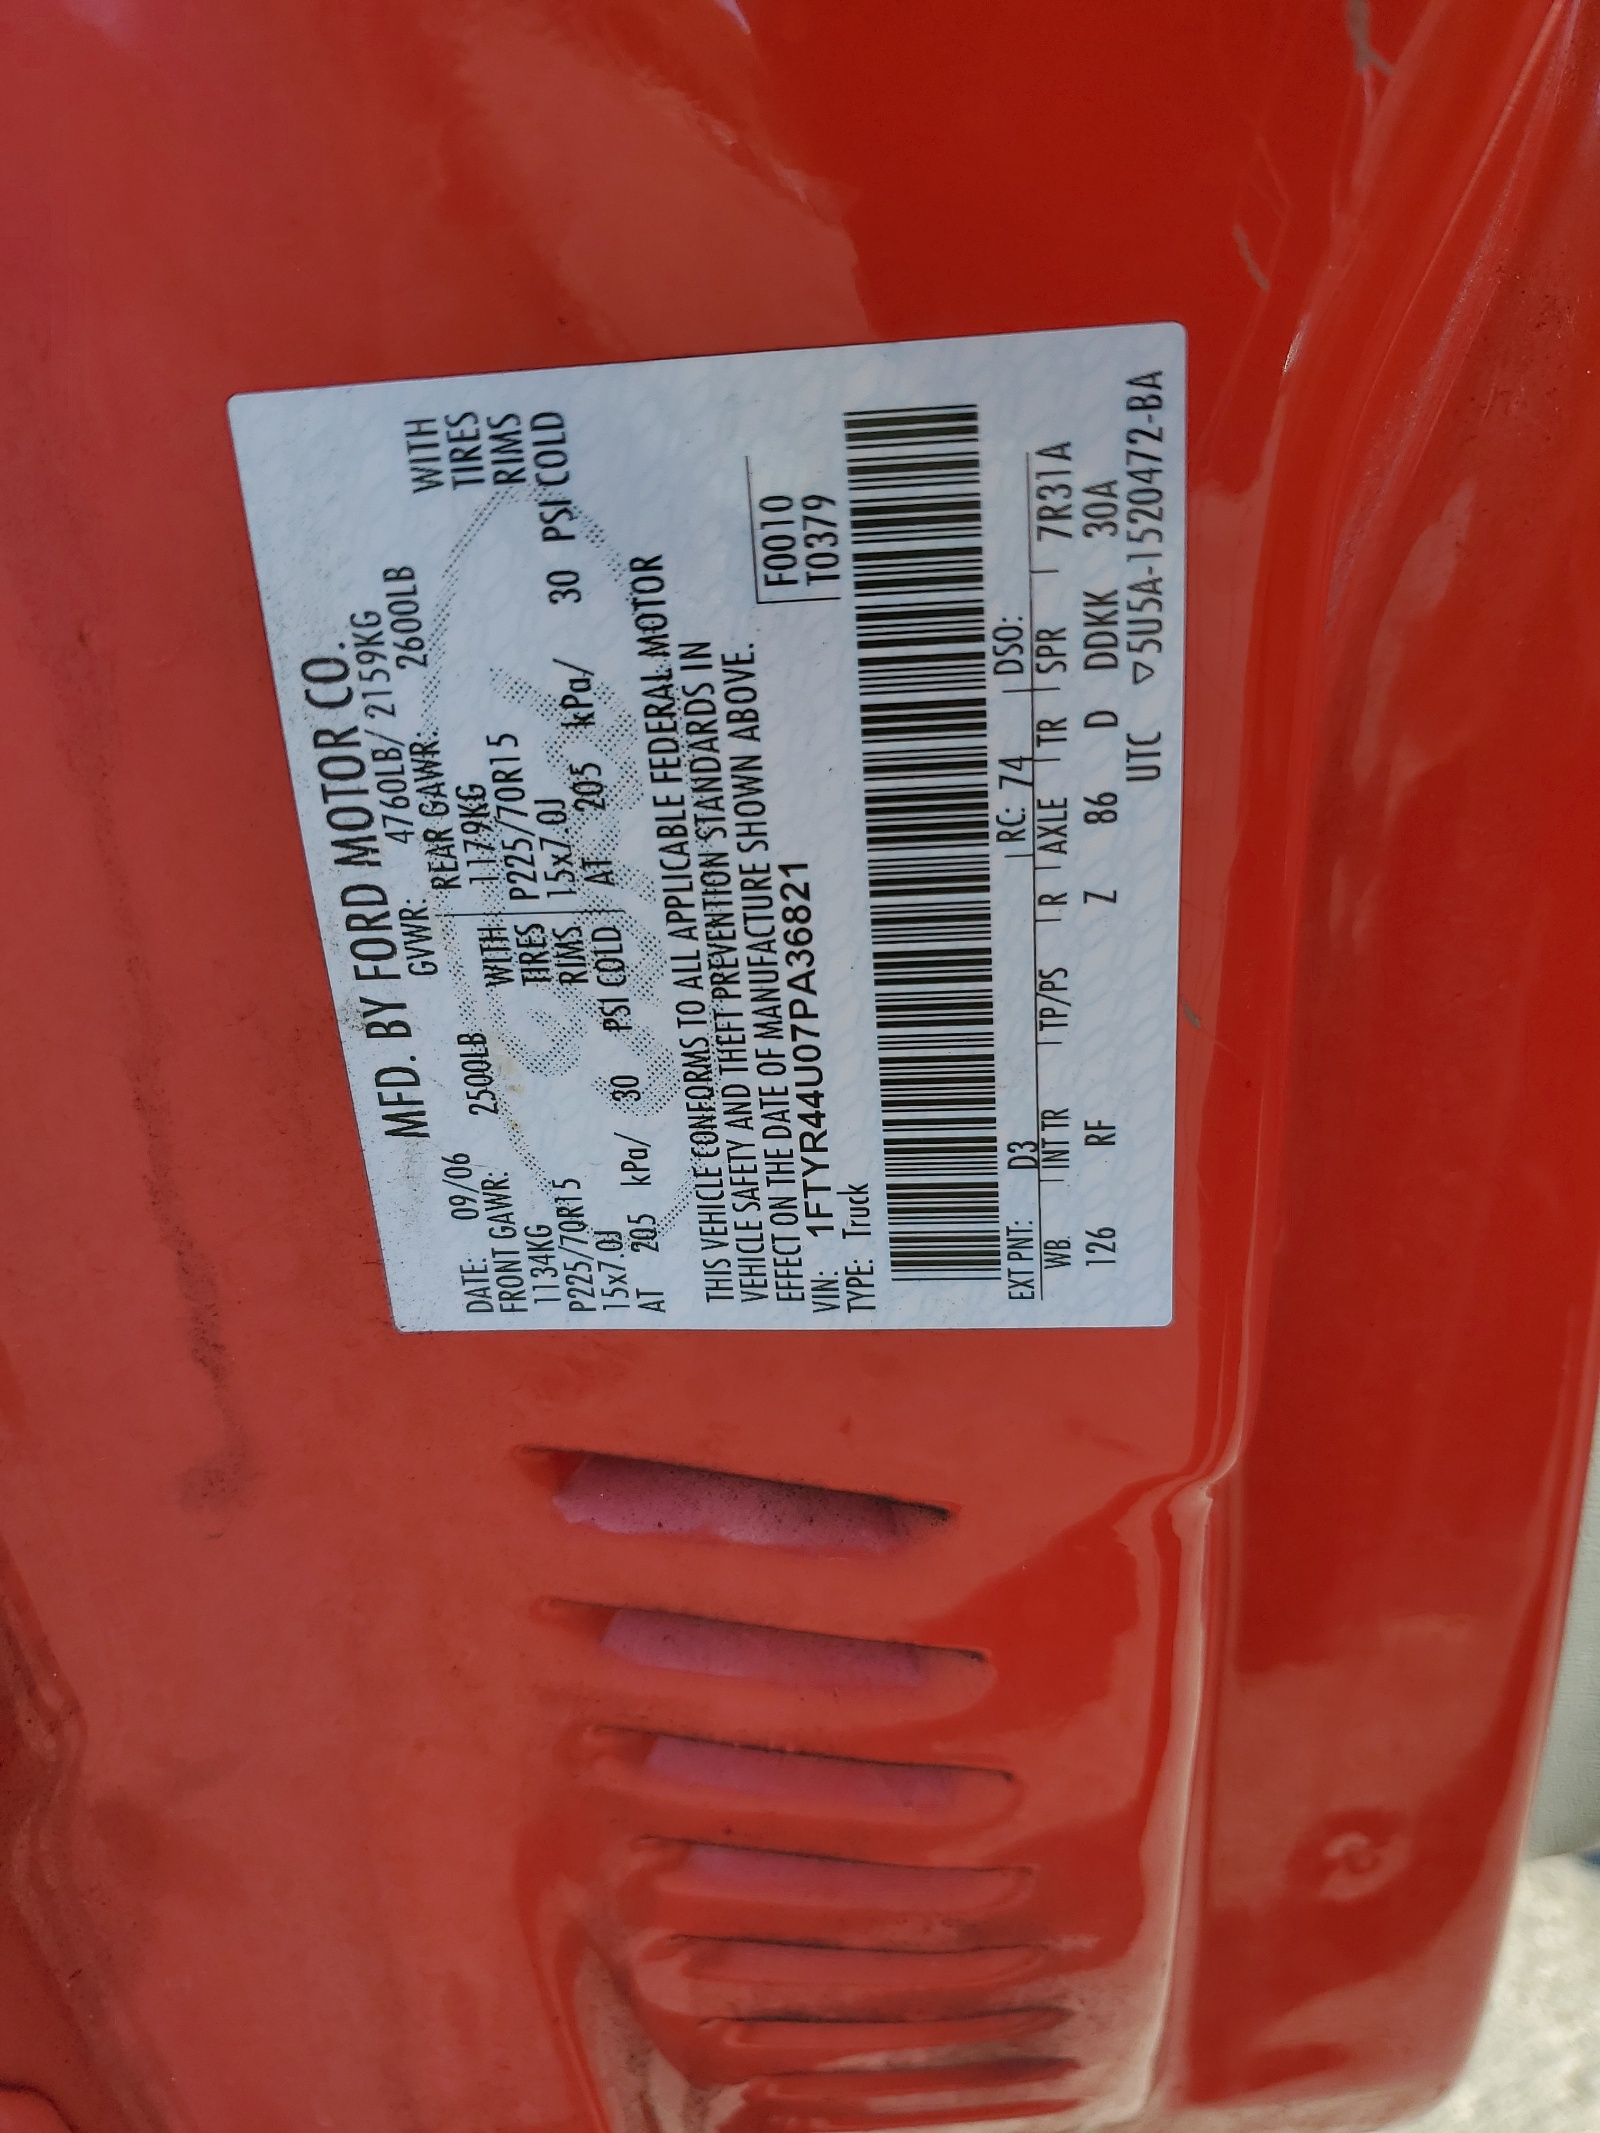 MFD. BY FORD MOTOR CO.
DATE: 09/06 GVWR: 4760LB/ 2159KG
FRONT GAWR: 2500LB REAR GAWR: 2600LB
1134KG WITH 1179KG WITH
P225/70R15 TIRES P225/70R15 TIRES
15x7.0J RIMS 15x7.0J RIMS
AT 205 kPa/ 30 PSI COLD AT 205 kPa/ 30 PSI COLD
THIS VEHICLE CONFORMS TO ALL APPLICABLE FEDERAL MOTOR
VEHICLE SAFETY AND THEFT PREVENTION STANDARDS IN
EFFECT ON THE DATE OF MANUFACTURE SHOWN ABOVE.
VIN: 1FTYR44U07PA36821 F0010
TYPE: Truck T0379
EXT PNT: D3 RC: 74 DSO:
WB INT TR TP/PS R AXLE TR SPR 7R31A
126 RF Z 86 D DDKK 30A
UTC ▽5U5A-1520472-BA